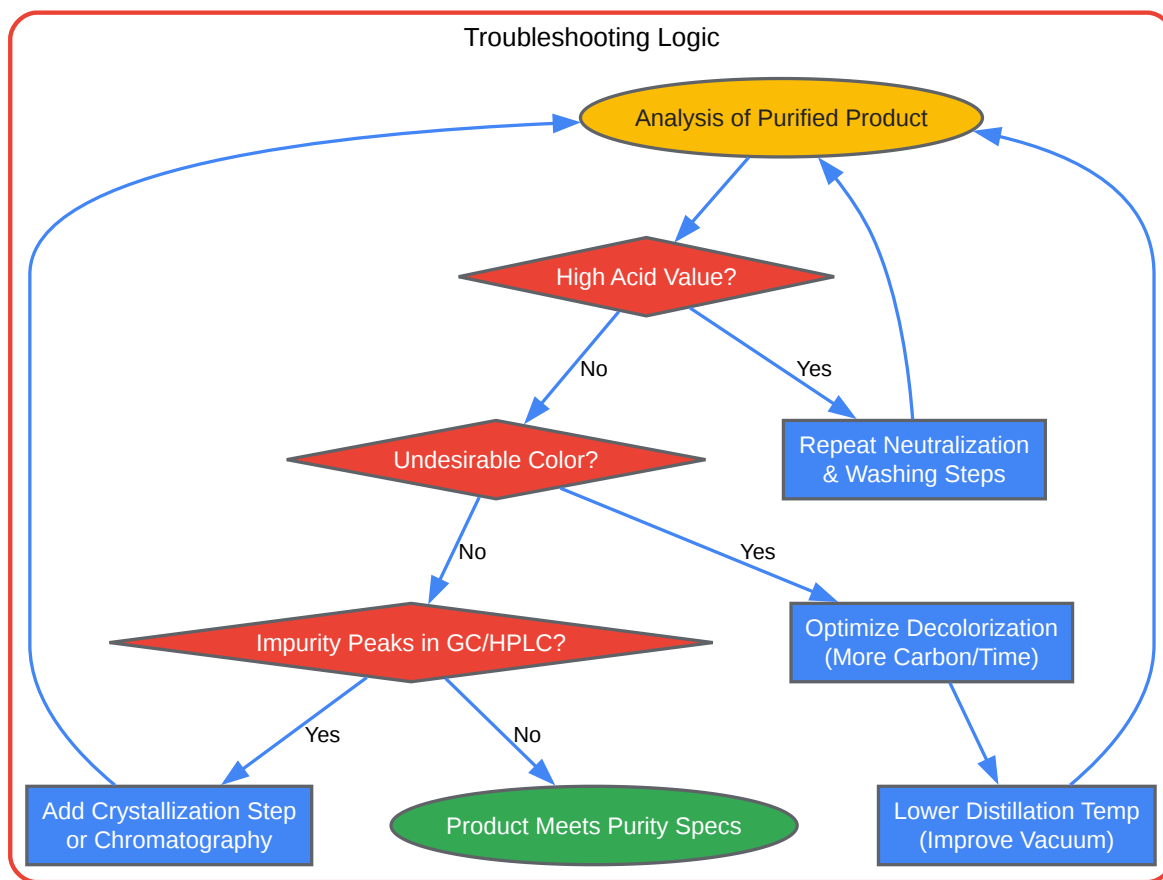 Troubleshooting Logic
Analysis of Purified Product
High Acid Value?
No
Yes
Undesirable Color?
Repeat Neutralization
& Washing Steps
No
Yes
Impurity Peaks in GC/HPLC?
Optimize Decolorization
(More Carbon/Time)
Yes
No
Add Crystallization Step
or Chromatography
Product Meets Purity Specs
Lower Distillation Temp
(Improve Vacuum)